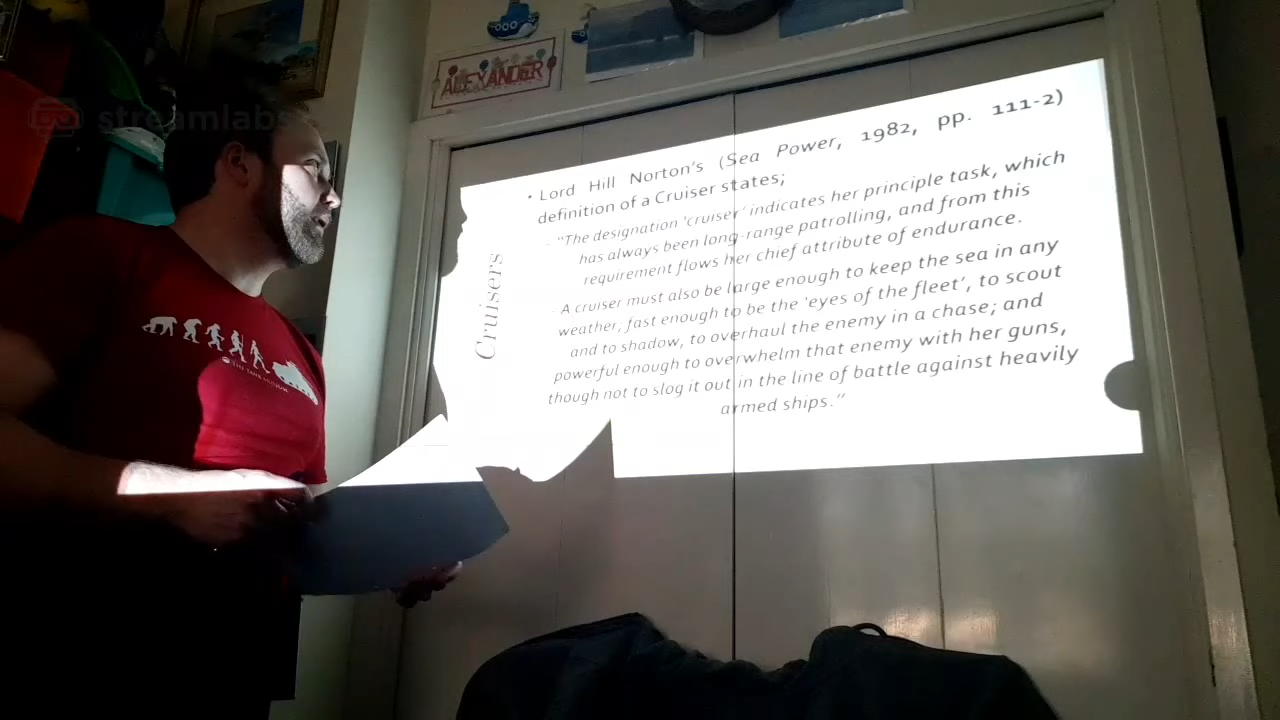 streamlabs
ALEXANDER
• Lord Hill Norton's (Sea Power, 1982, pp. 111-2)
definition of a Cruiser states;
- "The designation 'cruiser' indicates her principle task, which
has always been long-range patrolling, and from this
requirement flows her chief attribute of endurance.
- A cruiser must also be large enough to keep the sea in any
weather, fast enough to be the 'eyes of the fleet', to scout
and to shadow, to overhaul the enemy in a chase; and
powerful enough to overwhelm that enemy with her guns,
though not to slog it out in the line of battle against heavily
armed ships."
Cruisers
THE TANK MUSEUM